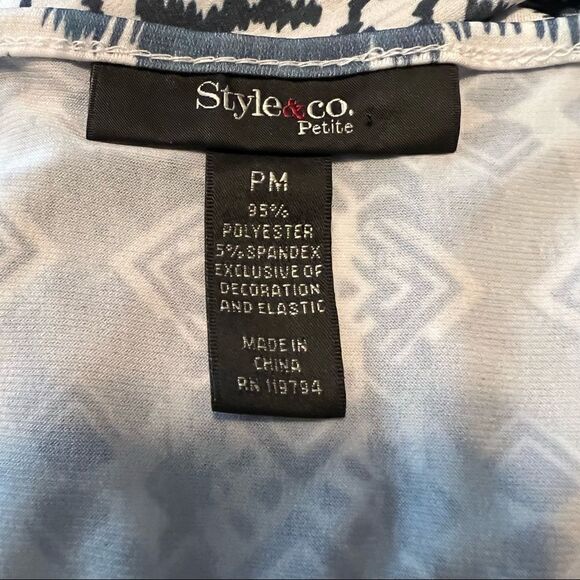 Style&co.
Petite
PM
95%
POLYESTER
5% SPANDEX
EXCLUSIVE OF
DECORATION
AND ELASTIC
MADE IN
CHINA
RN 119794